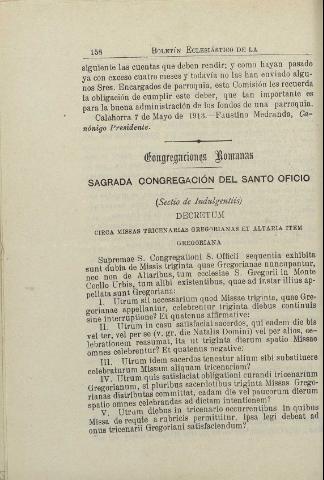 158 BOLETÍN ECLESIÁSTICO DE LA
siguiente las cuentas que deben rendir; y como hayan pasado
ya con exceso cuatro meses y todavía no las han enviado algu-
nos Sres. Encargados de parroquia, esta Comisión les recuerda
la obligación de cumplir este deber, que tan importante es
para la buena administración de los fondos de una parroquia.
Calahorra 7 de Mayo de 1913.—Faustino Medrando, Ca-
nónigo Presidente.
Congregaciones Romanas
SAGRADA CONGREGACIÓN DEL SANTO OFICIO
(Sectio de Indulgentiis)
DECRETUM
CIRCA MISSAS TRICENARIAS GREGORIANAS ET ALTARIA ITEM
GREGORIANA
Supremae S. Congregationi S. Officii sequentia exhibita
sunt dubia de Missis triginta quae Gregorianae nuncupantur,
nec non de Altaribus, tum ecclesiae S. Gregorii in Monte
Coelio Urbis, tum alibi existentibus, quae ad instar illius ap-
pellata sunt Gregoriana:
I. Utrum sit necessarium quod Missae triginta, quae Gre-
gorianae appellantur, celebrentur triginta diebus continuis
sine interruptione? Et quatenus affirmative:
II. Utrum in casu satisfaciat sacerdos, qui eadem die bis
vel ter, vel per se (v. gr. die Natalis Domini) vel per alios, ce-
lebrationem reassumat, ita ut triginta dierum spatio Missae
omnes celebrentur? Et quatenus negative:
III. Utrum idem sacerdos teneatur alium sibi substituere
celebraturum Missam aliquam tricenariam?
IV. Utrum quis satisfaciat obligationi curandi tricenarium
Gregorianum, si pluribus sacerdotibus triginta Missas Grego-
rianas distributas committat, eadem die vel paucorum dierum
spatio omnes celebrandas ad dictam intentionem?
V. Utrum diebus in tricenario occurrentibus in quibus
Missa de requie a rubricis permittitur, ipsa legi debeat ad
onus tricenarii Gregoriani satisfaciendum?